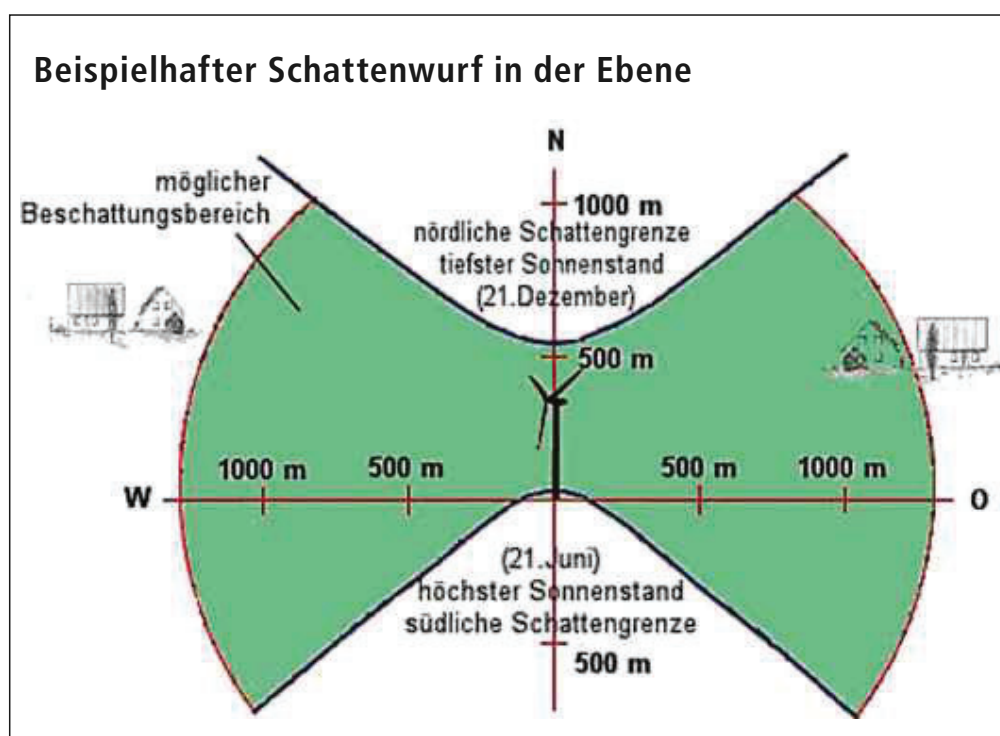 Beispielhafter Schattenwurf in der Ebene
N
möglicher
Beschattungsbereich
1000 m
nördliche Schattengrenze
tiefster Sonnenstand
(21.Dezember)
500 m
1000 m
500 m
500 m
1000 m
W
O
(21.Juni)
höchster Sonnenstand
südliche Schattengrenze
500 m